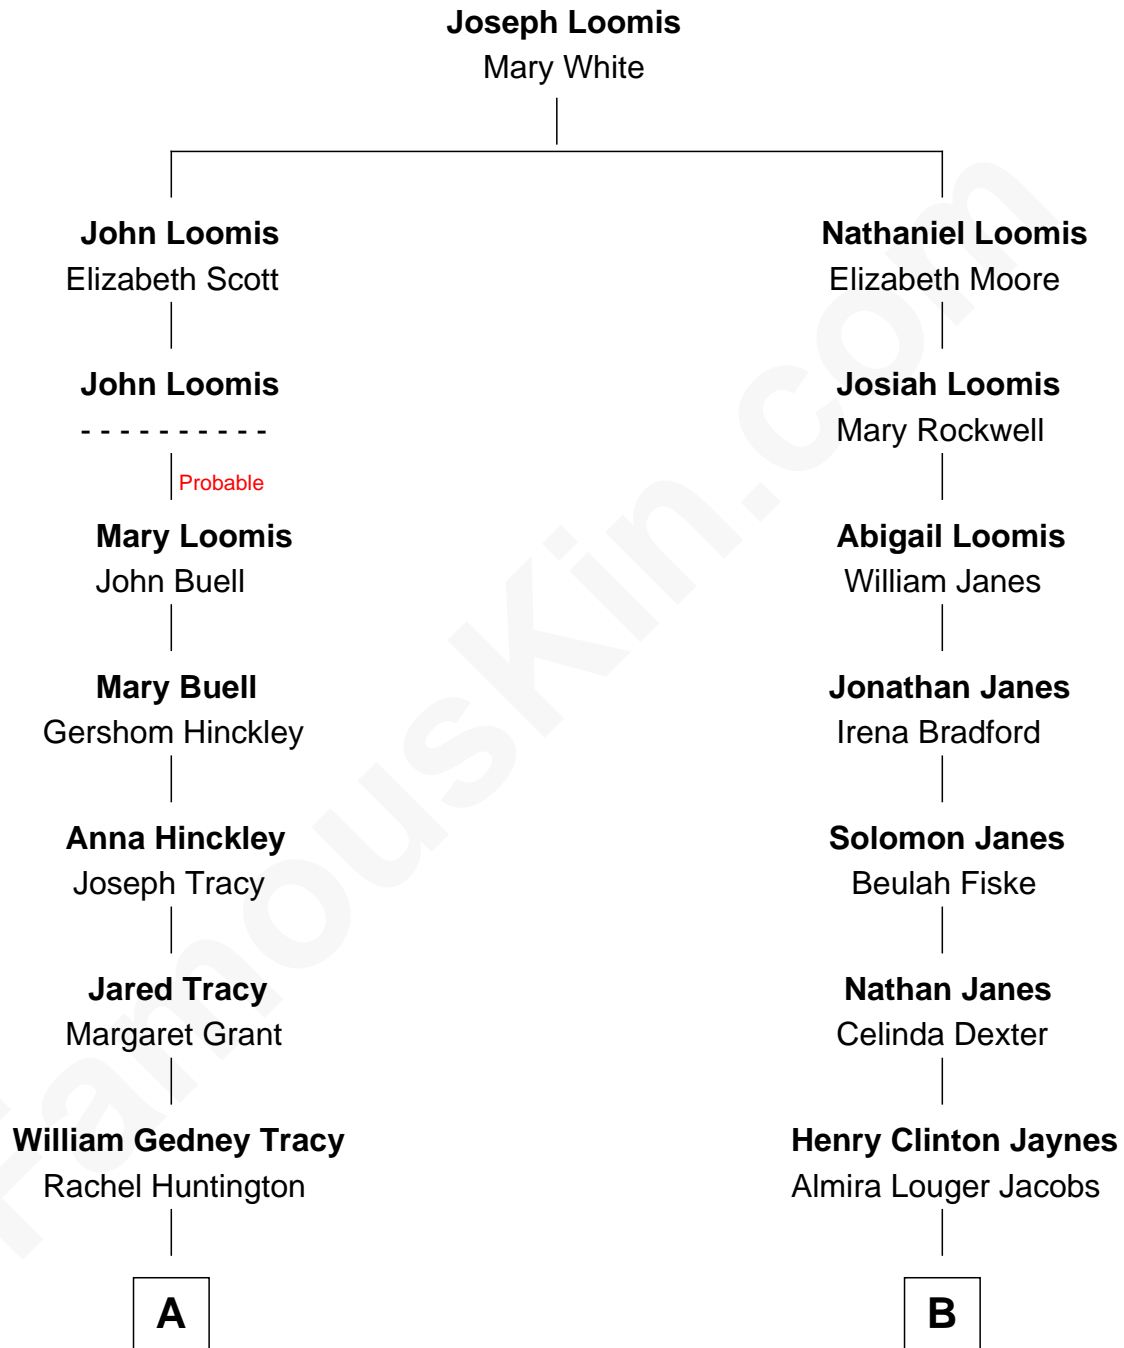 Joseph Loomis
Mary White
John Loomis
Elizabeth Scott
John Loomis
- - - - - - - - - -
Probable
Mary Loomis
John Buell
Mary Buell
Gershom Hinckley
Anna Hinckley
Joseph Tracy
Jared Tracy
Margaret Grant
William Gedney Tracy
Rachel Huntington
A
Nathaniel Loomis
Elizabeth Moore
Josiah Loomis
Mary Rockwell
Abigail Loomis
William Janes
Jonathan Janes
Irena Bradford
Solomon Janes
Beulah Fiske
Nathan Janes
Celinda Dexter
Henry Clinton Jaynes
Almira Louger Jacobs
B
FamousKin.com